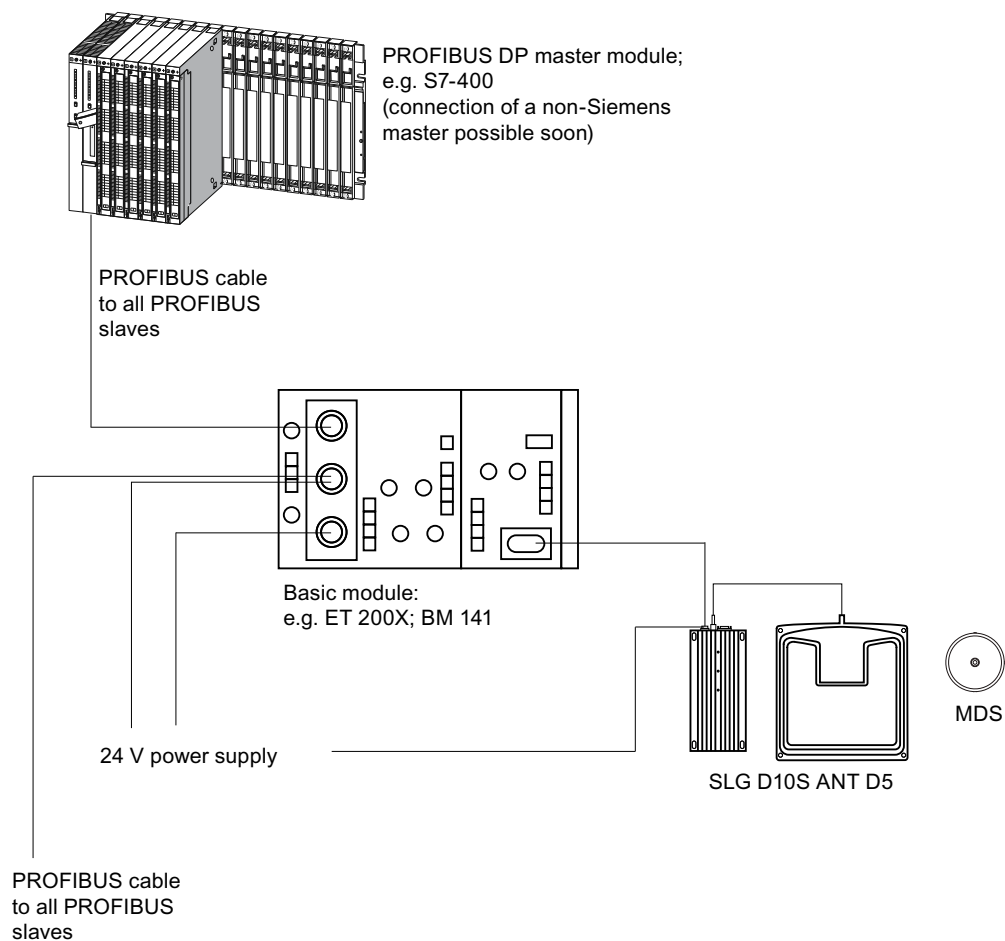 PROFIBUS DP master module;
e.g. S7-400
(connection of a non-Siemens
master possible soon)
PROFIBUS cable
to all PROFIBUS
slaves
Basic module:
e.g. ET 200X; BM 141
MDS
24 V power supply
SLG D10S ANT D5
PROFIBUS cable
to all PROFIBUS
slaves